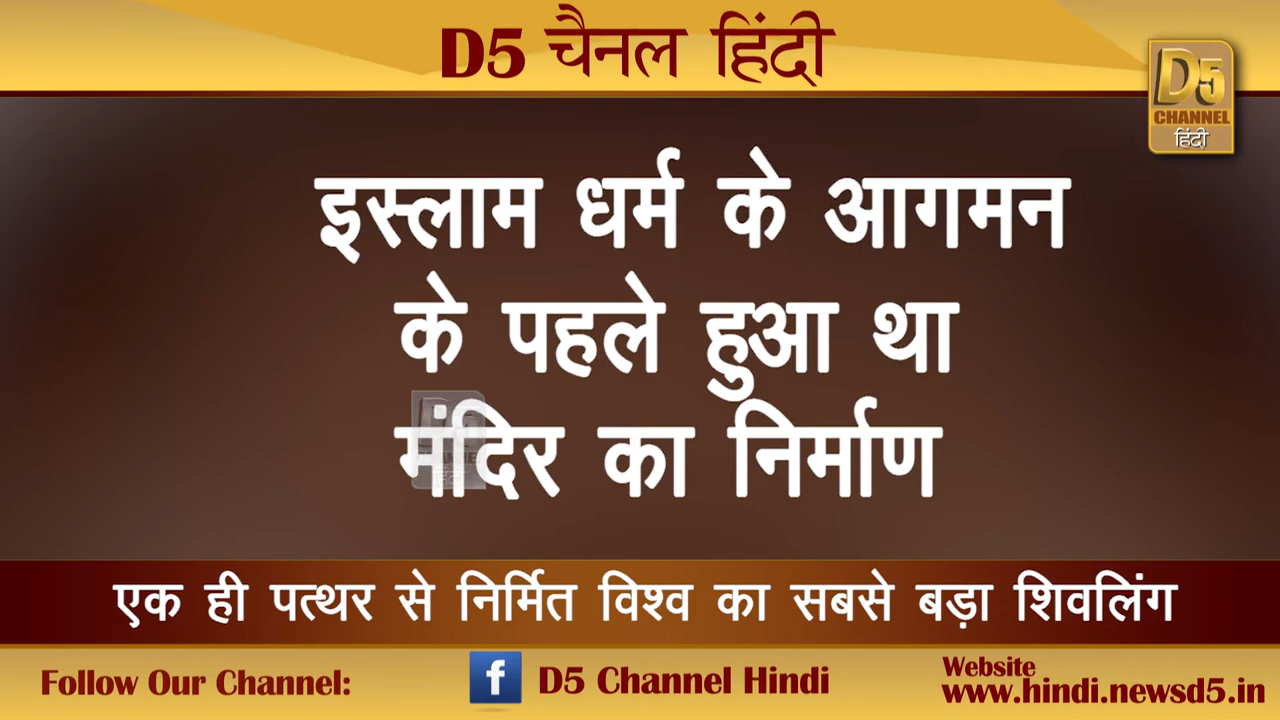 D5 चैनल हिंदी
D5
CHANNEL
हिंदी
इस्लाम धर्म के आगमन
के पहले हुआ था
मंदिर का निर्माण
एक ही पत्थर से निर्मित विश्व का सबसे बड़ा शिवलिंग
Follow Our Channel:
f
D5 Channel Hindi
Website
www.hindi.newsd5.in